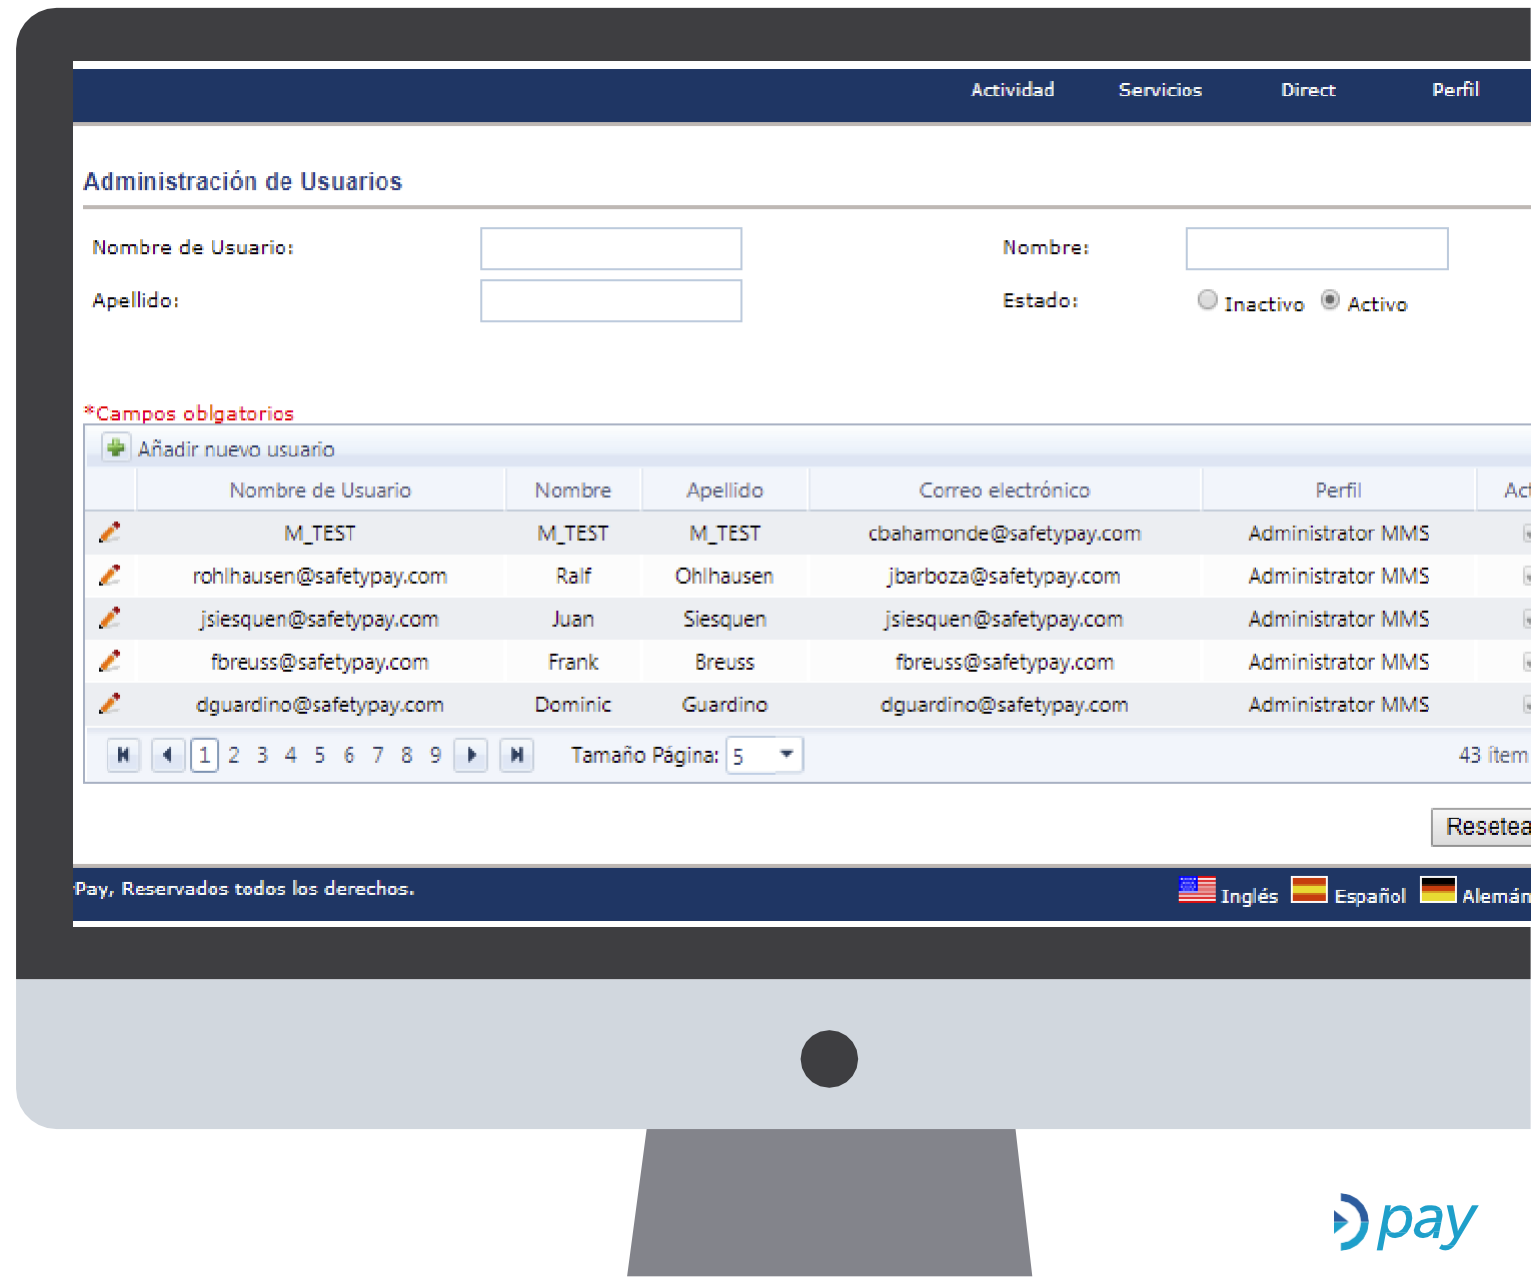 Actividad Servicios Direct Perfil
Administración de Usuarios
Nombre de Usuario: Nombre:
Apellido: Estado: Inactivo Activo
*Campos oblgatorios
Añadir nuevo usuario
Nombre de Usuario Nombre Apellido Correo electrónico Perfil Act
M_TEST M_TEST M_TEST cbahamonde@safetypay.com Administrator MMS
rohlhausen@safetypay.com Ralf Ohlhausen jbarboza@safetypay.com Administrator MMS
jsiesquen@safetypay.com Juan Siesquen jsiesquen@safetypay.com Administrator MMS
fbreuss@safetypay.com Frank Breuss fbreuss@safetypay.com Administrator MMS
dguardino@safetypay.com Dominic Guardino dguardino@safetypay.com Administrator MMS
1 2 3 4 5 6 7 8 9 Tamaño Página: 5 43 ítem
Resetea
Pay, Reservados todos los derechos. Inglés Español Alemán
pay